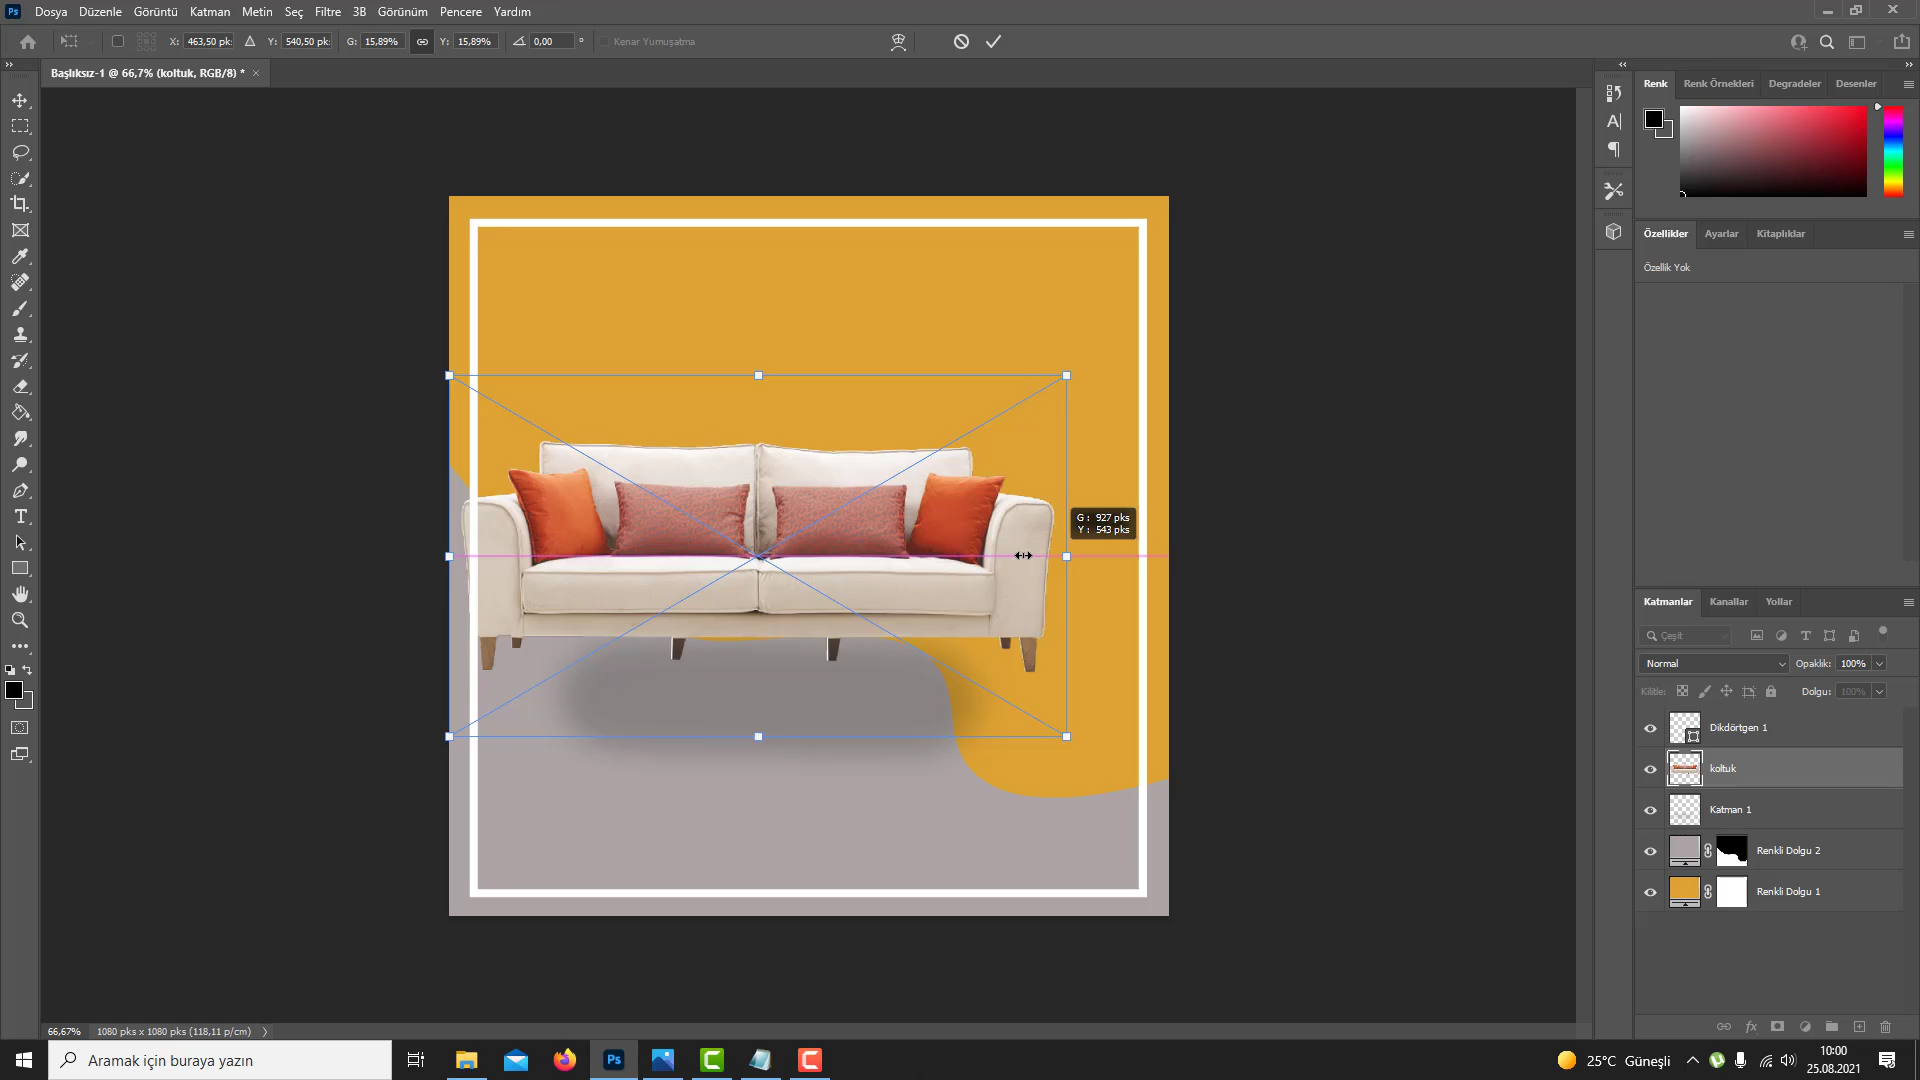 Ps Dosya Düzenle Görüntü Katman Metin Seç Filtre 3B Görünüm Pencere Yardım
X: 463,50 pks Y: 540,50 pks G: 15,89% Y: 15,89% 0,00 ° Kenar Yumuşatma
Başlıksız-1 @ 66,7% (koltuk, RGB/8) * ×
Renk Renk Örnekleri Degradeler Desenler
Özellikler Ayarlar Kitaplıklar
Özellik Yok
G : 927 pks
Y : 543 pks
Katmanlar Kanallar Yollar
Çeşit
Normal Opaklık: 100%
Kilitle: Dolgu: 100%
Dikdörtgen 1
koltuk
Katman 1
Renkli Dolgu 2
Renkli Dolgu 1
66,67% 1080 pks x 1080 pks (118,11 p/cm)
Aramak için buraya yazın
Ps
25°C Güneşli
10:00
25.08.2021